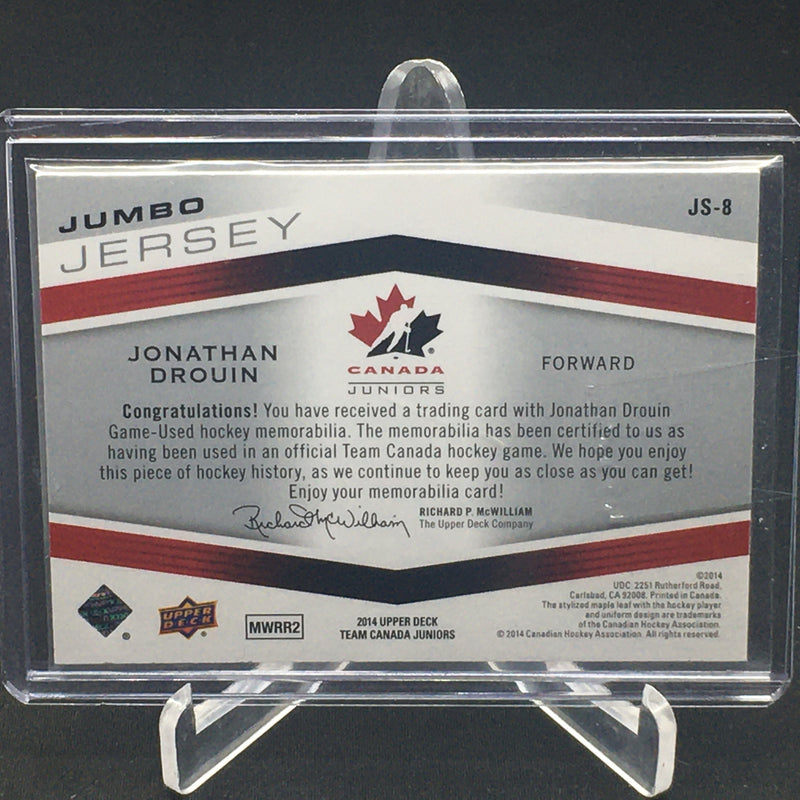 JUMBO
JERSEY
JS-8
CANADA
JUNIORS
JONATHAN
DROUIN
FORWARD
Congratulations! You have received a trading card with Jonathan Drouin
Game-Used hockey memorabilia. The memorabilia has been certified to us as
having been used in an official Team Canada hockey game. We hope you enjoy
this piece of hockey history, as we continue to keep you as close as you can get!
Enjoy your memorabilia card!
Richard McWilliam
RICHARD P. McWILLIAM
The Upper Deck Company
UPPER
DECK
MWRR2
2014 UPPER DECK
TEAM CANADA JUNIORS
©2014
UDC, 2251 Rutherford Road,
Carlsbad, CA 92008. Printed in Canada.
The stylized maple leaf with the hockey player
and uniform design are trademarks
of the Canadian Hockey Association.
© 2014 Canadian Hockey Association. All rights reserved.